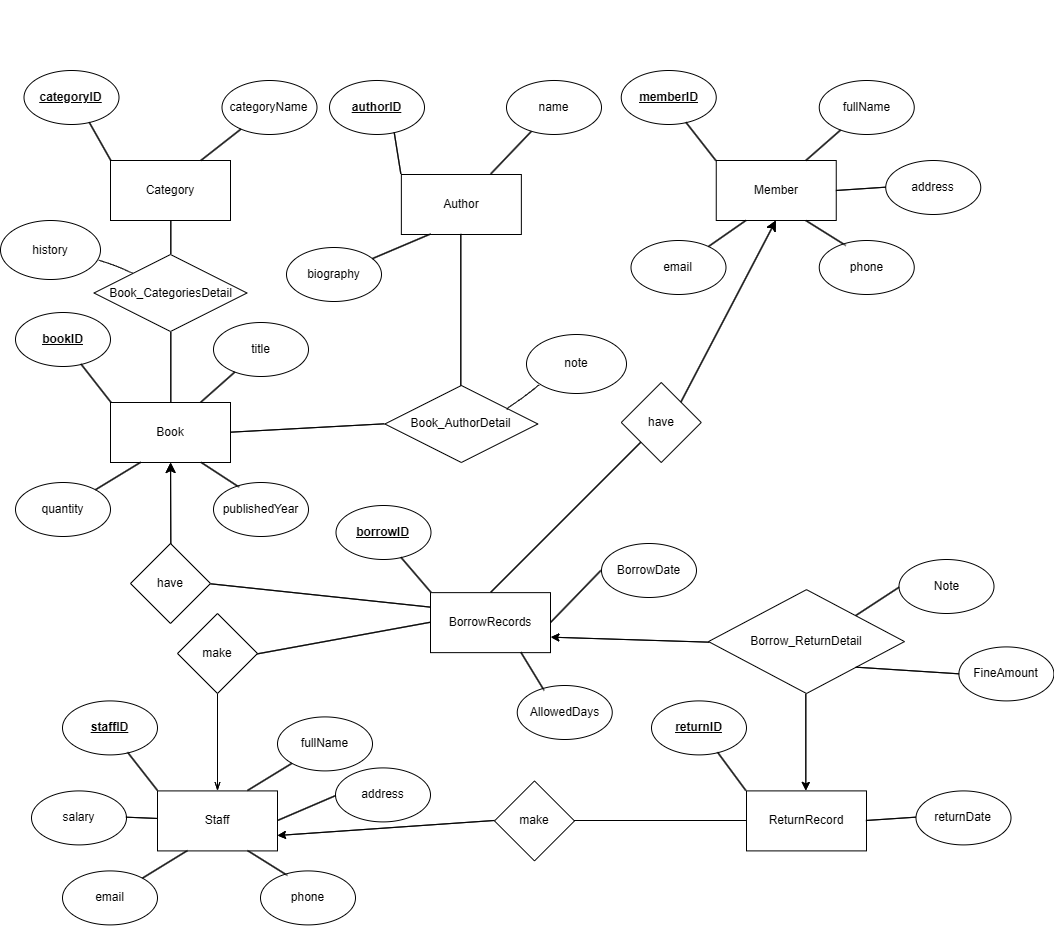 categoryID
categoryName
authorID
name
memberID
fullName
Category
Author
Member
address
history
biography
email
phone
Book_CategoriesDetail
bookID
title
note
Book
Book_AuthorDetail
have
quantity
publishedYear
borrowID
have
BorrowDate
Note
BorrowRecords
Borrow_ReturnDetail
make
FineAmount
AllowedDays
staffID
fullName
returnID
address
salary
Staff
make
ReturnRecord
returnDate
email
phone